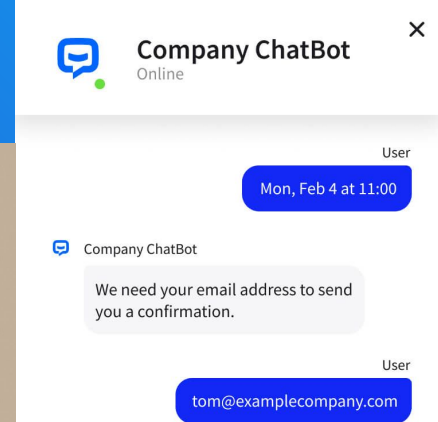 Company ChatBot
Online
User
Mon, Feb 4 at 11:00
Company ChatBot
We need your email address to send
you a confirmation.
User
tom@examplecompany.com